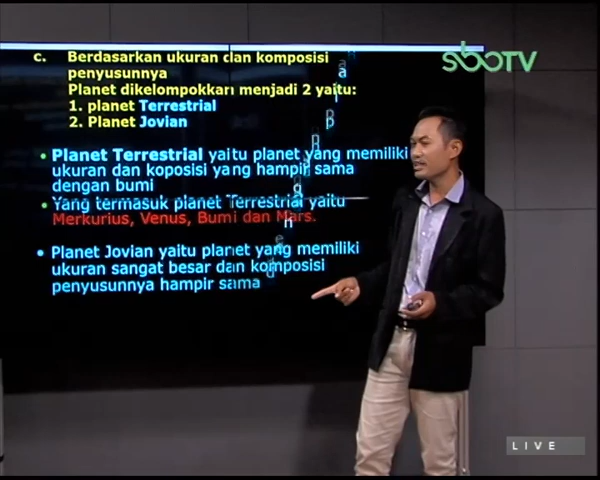 sboTV
c. Berdasarkan ukuran dan komposisi
penyusunnya
Planet dikelompokkan menjadi 2 yaitu:
1. planet Terrestrial
2. Planet Jovian
• Planet Terrestrial yaitu planet yang memiliki
ukuran dan koposisi yang hampir sama
dengan bumi
• Yang termasuk planet Terrestrial yaitu
Merkurius, Venus, Bumi dan Mars.
• Planet Jovian yaitu planet yang memiliki
ukuran sangat besar dan komposisi
penyusunnya hampir sama
LIVE